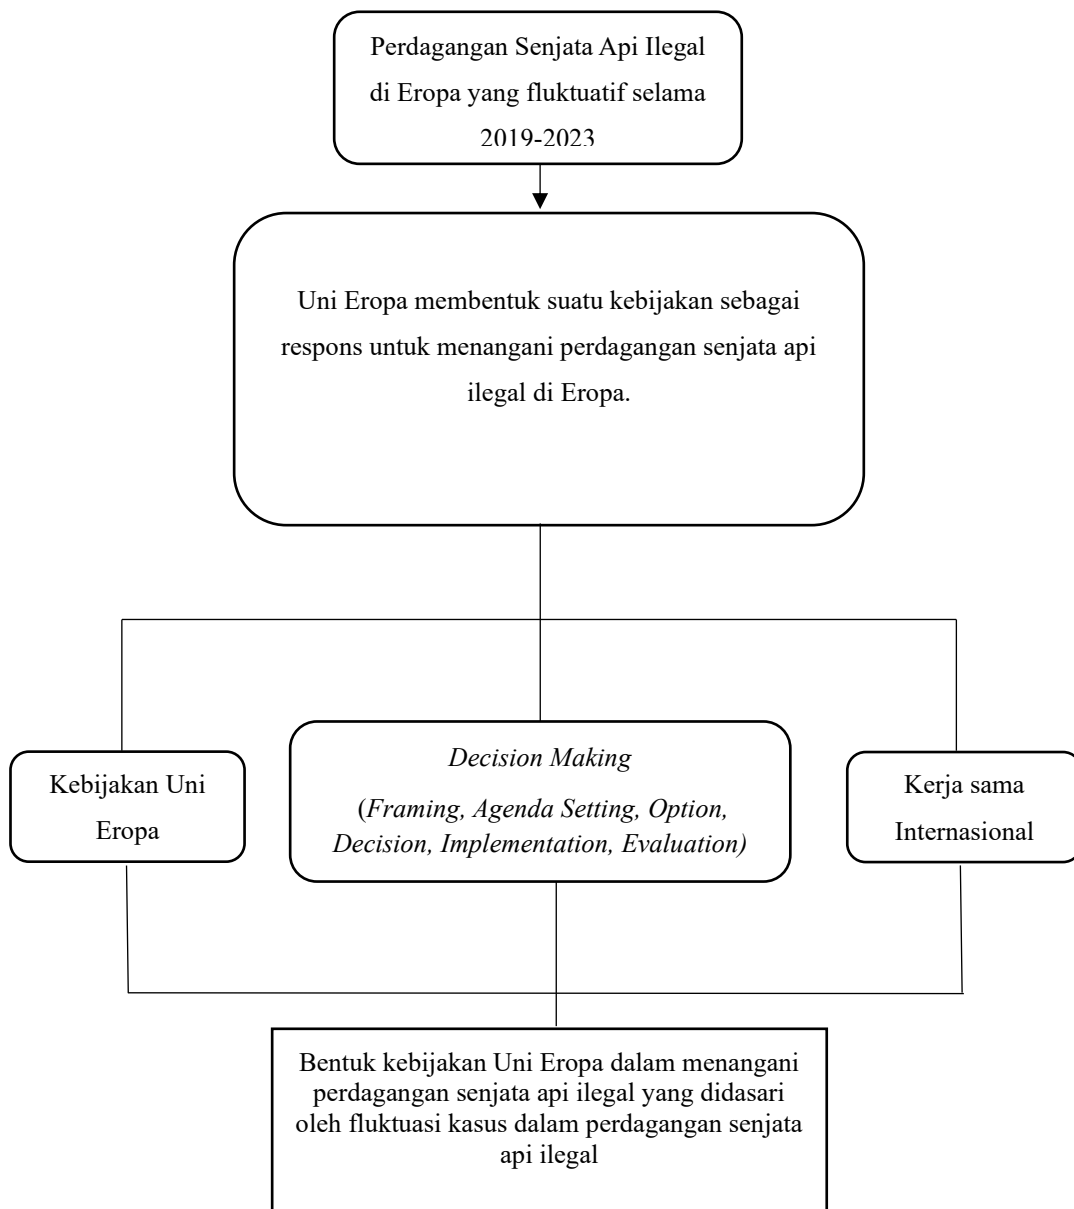 Perdagangan Senjata Api Ilegal
di Eropa yang fluktuatif selama
2019-2023
Uni Eropa membentuk suatu kebijakan sebagai
respons untuk menangani perdagangan senjata api
ilegal di Eropa.
Kebijakan Uni
Eropa
Decision Making
(Framing, Agenda Setting, Option,
Decision, Implementation, Evaluation)
Kerja sama
Internasional
Bentuk kebijakan Uni Eropa dalam menangani
perdagangan senjata api ilegal yang didasari
oleh fluktuasi kasus dalam perdagangan senjata
api ilegal